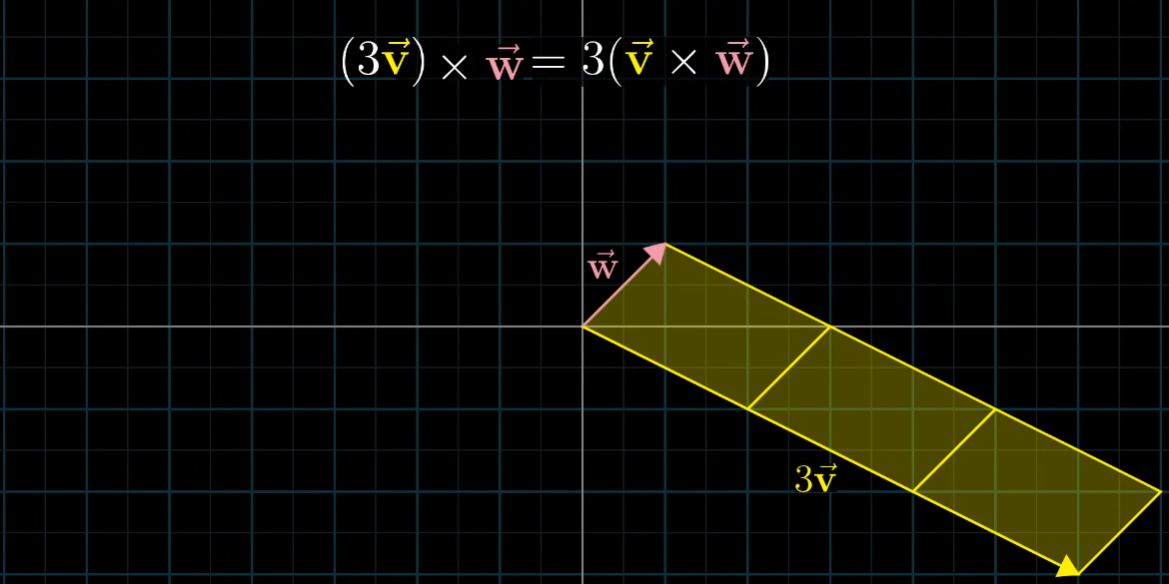 (3v⃗) × w⃗ = 3(v⃗ × w⃗)
w⃗
3v⃗